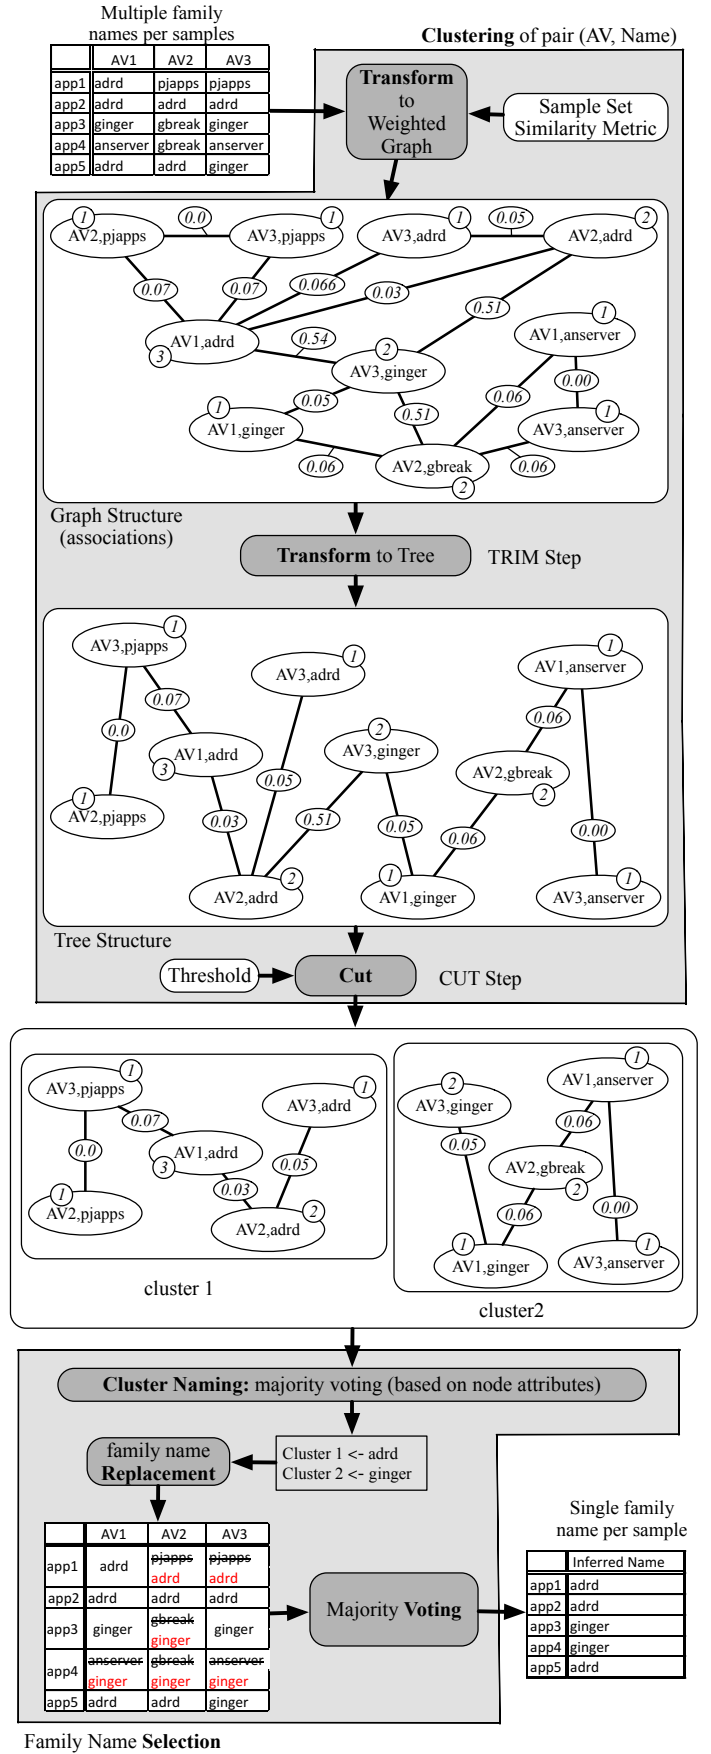 Multiple family
names per samples
Clustering of pair (AV, Name)
AV1 AV2 AV3
app1 adrd pjapps pjapps
app2 adrd adrd adrd
app3 ginger gbreak ginger
app4 anserver gbreak anserver
app5 adrd adrd ginger
Transform
to
Weighted
Graph
Sample Set
Similarity Metric
1 0.0 1 1 0.05 2
AV2,pjapps AV3,pjapps AV3,adrd AV2,adrd
0.07 0.07 0.066 0.03
0.51
1
AV1,anserver
AV1,adrd 0.54
3
2
AV3,ginger
0.00
0.05 0.51 0.06
1 1
AV1,ginger AV3,anserver
0.06 AV2,gbreak 0.06
2
Graph Structure
(associations)
Transform to Tree
TRIM Step
1
AV3,pjapps
1
AV3,adrd
1
AV1,anserver
0.07
0.0
0.06
2
AV3,ginger
AV1,adrd
3
AV2,gbreak
2
0.05
1
AV2,pjapps
0.03 0.51 0.05 0.06 0.00
2
AV2,adrd
1
AV1,ginger
1
AV3,anserver
Tree Structure
Threshold
Cut
CUT Step
1
AV3,pjapps
1
AV3,adrd
0.07
0.0
AV1,adrd
3
0.05
0.03
1
AV2,pjapps
2
AV2,adrd
cluster 1
1
AV1,anserver
2
AV3,ginger
0.06
0.05
AV2,gbreak
2
0.06 0.00
1
AV1,ginger
1
AV3,anserver
cluster2
Cluster Naming: majority voting (based on node attributes)
Cluster 1 <- adrd
Cluster 2 <- ginger
family name
Replacement
AV1 AV2 AV3
app1 adrd pjapps adrd pjapps adrd
app2 adrd adrd adrd
app3 ginger gbreak ginger ginger
app4 anserver ginger gbreak ginger anserver ginger
app5 adrd adrd ginger
Majority Voting
Single family
name per sample
Inferred Name
app1 adrd
app2 adrd
app3 ginger
app4 ginger
app5 adrd
Family Name Selection